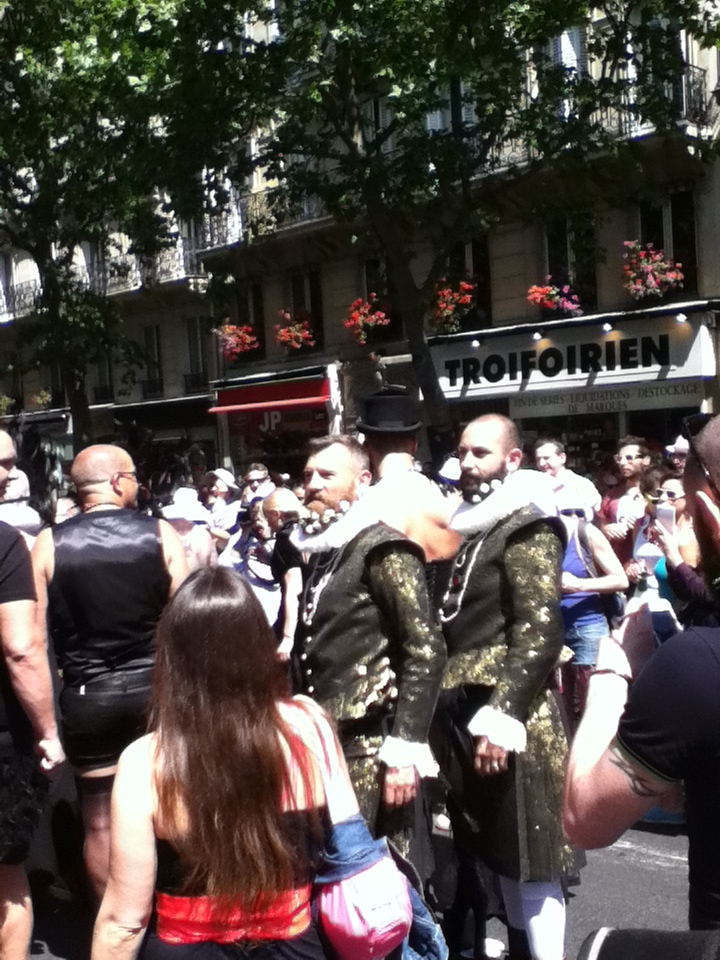 TROIFOIRIEN
FIN DE SERIES - LIQUIDATIONS - DESTOCKAGE
DE MARQUES
JP